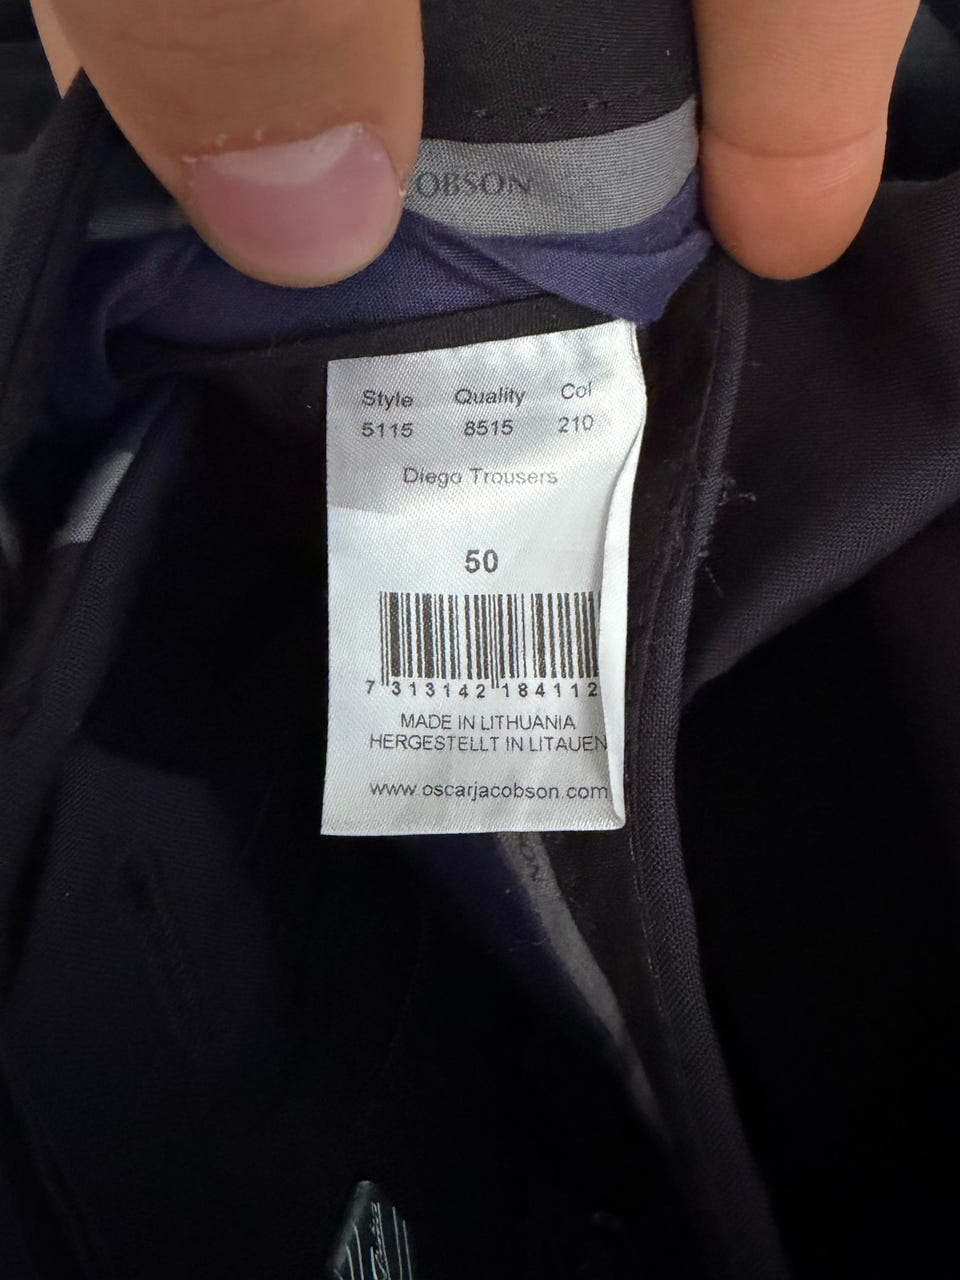 OBSON
Style Quality Col
5115 8515 210
Diego Trousers
50
7 313142 184112
MADE IN LITHUANIA
HERGESTELLT IN LITAUEN
www.oscarjacobson.com